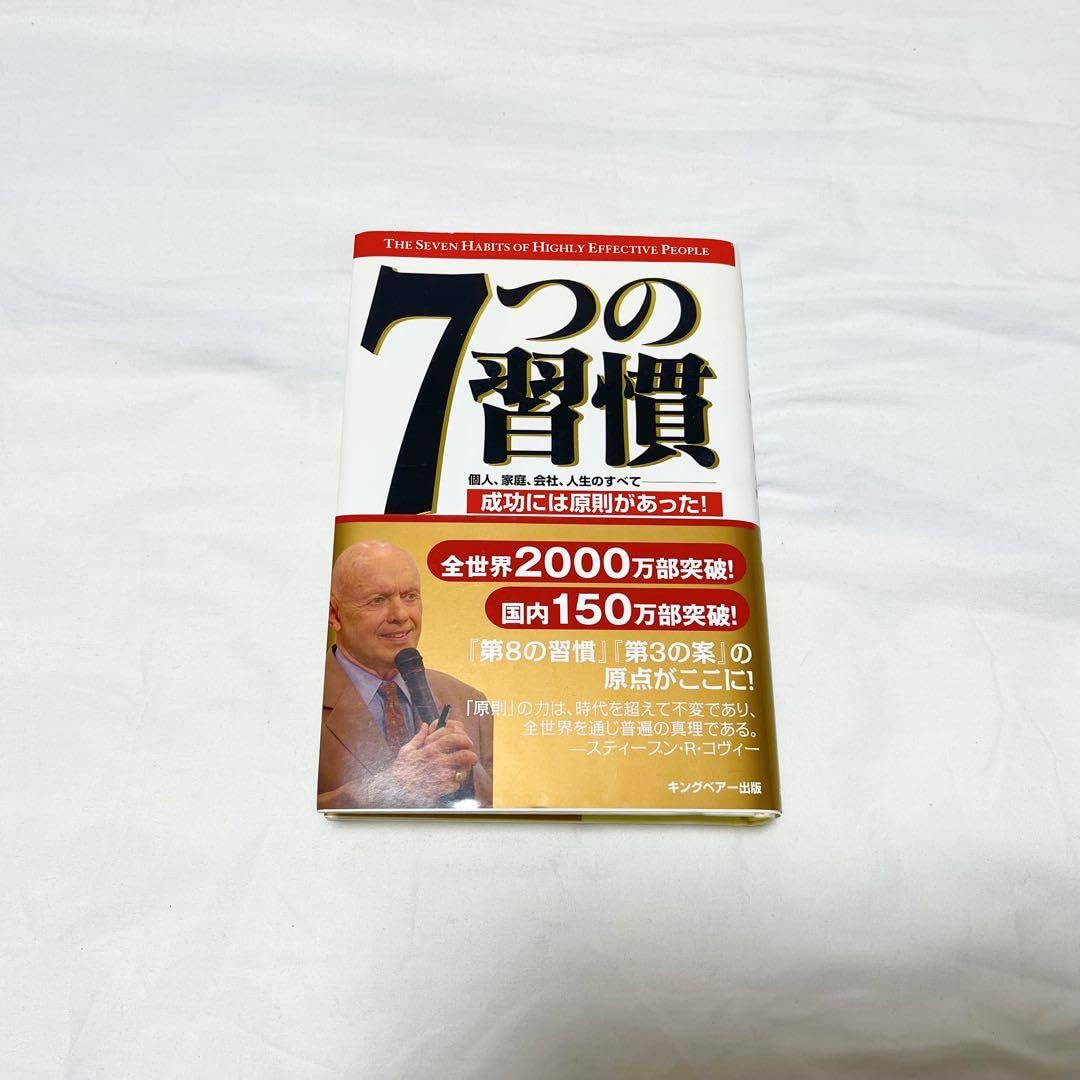 THE SEVEN HABITS OF HIGHLY EFFECTIVE PEOPLE
7つの
習慣
個人、家庭、会社、人生のすべて
成功には原則があった!
全世界2000万部突破!
国内150万部突破!
『第8の習慣』『第3の案』の
原点がここに!
「原則」の力は、時代を超えて不変であり、
全世界を通じ普遍の真理である。
―スティーブン・R・コヴィー
キングベアー出版